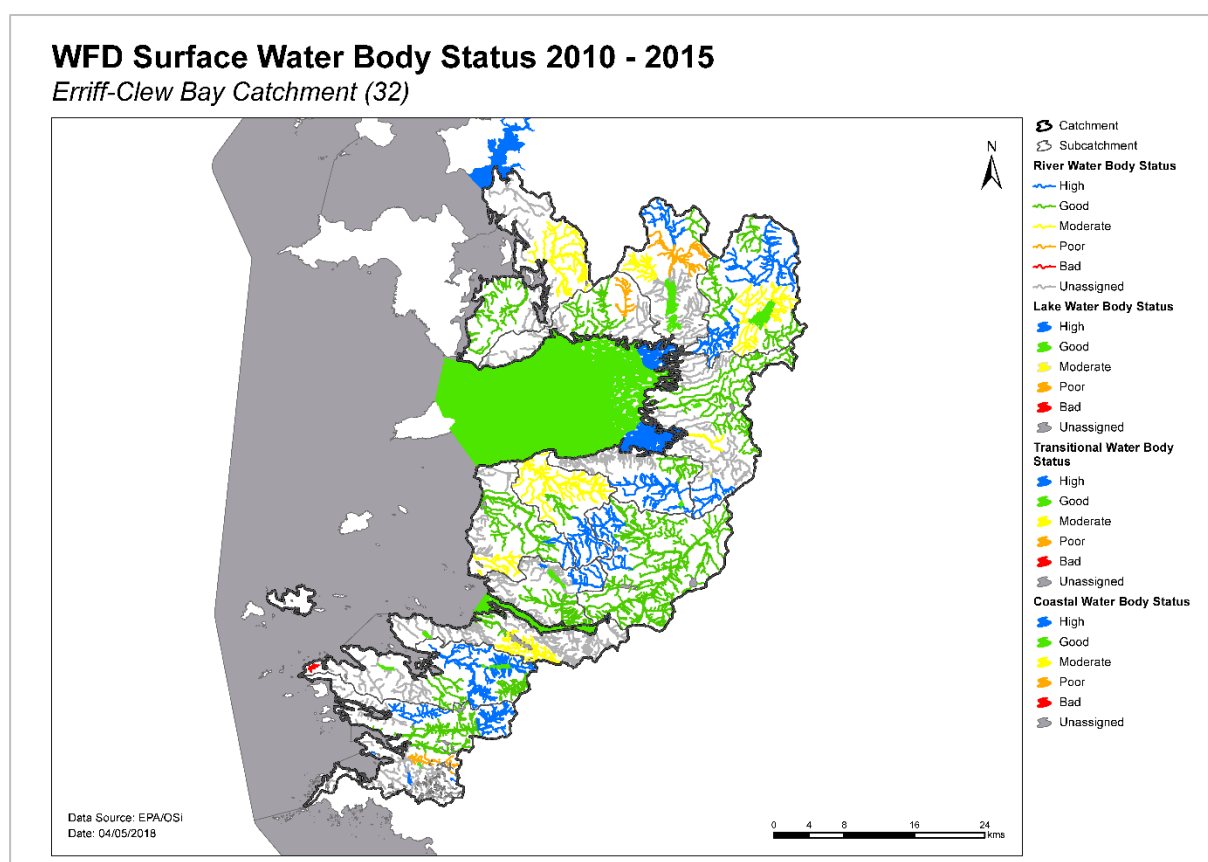 WFD Surface Water Body Status 2010 - 2015
Erriff-Clew Bay Catchment (32)
N
Catchment
Subcatchment
River Water Body Status
High
Good
Moderate
Poor
Bad
Unassigned
Lake Water Body Status
High
Good
Moderate
Poor
Bad
Unassigned
Transitional Water Body
Status
High
Good
Moderate
Poor
Bad
Unassigned
Coastal Water Body Status
High
Good
Moderate
Poor
Bad
Unassigned
Data Source: EPA/OSi
Date: 04/05/2018
0 4 8 16 24
kms